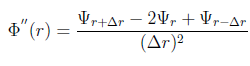 Φ″(r) = (Ψ_{r+Δr} − 2Ψ_r + Ψ_{r−Δr}) / (Δr)²